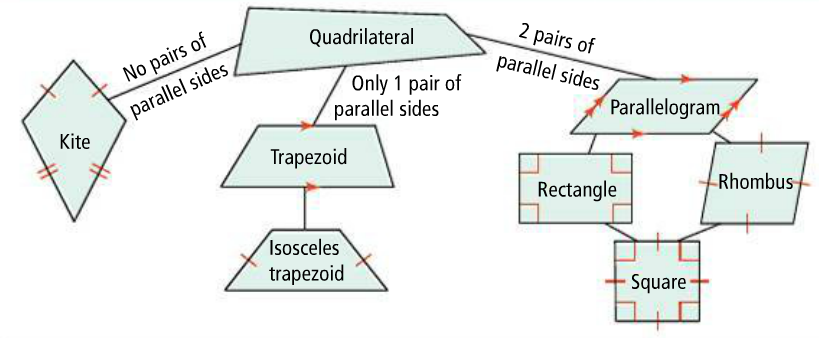 Quadrilateral
No pairs of
parallel sides
Only 1 pair of
parallel sides
2 pairs of
parallel sides
Kite
Trapezoid
Isosceles
trapezoid
Parallelogram
Rectangle
Rhombus
Square